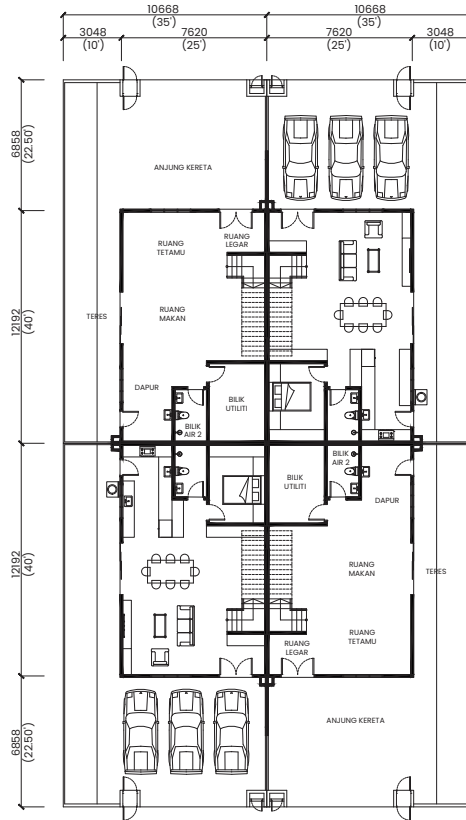 10668 10668
(35') (35')
3048 7620 7620 3048
(10') (25') (25') (10')
6858
(22.50')
ANJUNG KERETA
RUANG
LEGAR
RUANG
TETAMU
12192
(40')
TERES
RUANG
MAKAN
DAPUR
BILIK
UTILITI
BILIK
AIR 2
BILIK
AIR 2
BILIK
UTILITI
DAPUR
12192
(40')
RUANG
MAKAN
TERES
RUANG
TETAMU
RUANG
LEGAR
6858
(22.50')
ANJUNG KERETA